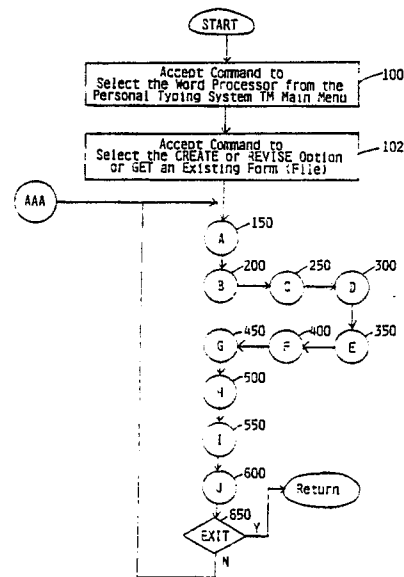 START
Accept Command to
Select the Word Processor from the
Personal Typing System TM Main Menu
100
Accept Command to
Select the CREATE or REVISE Option
or GET an Existing Form (File)
102
AAA
150
A
200
B
250
C
300
D
450
G
400
F
350
E
500
H
550
I
600
J
Return
650
EXIT
Y
N